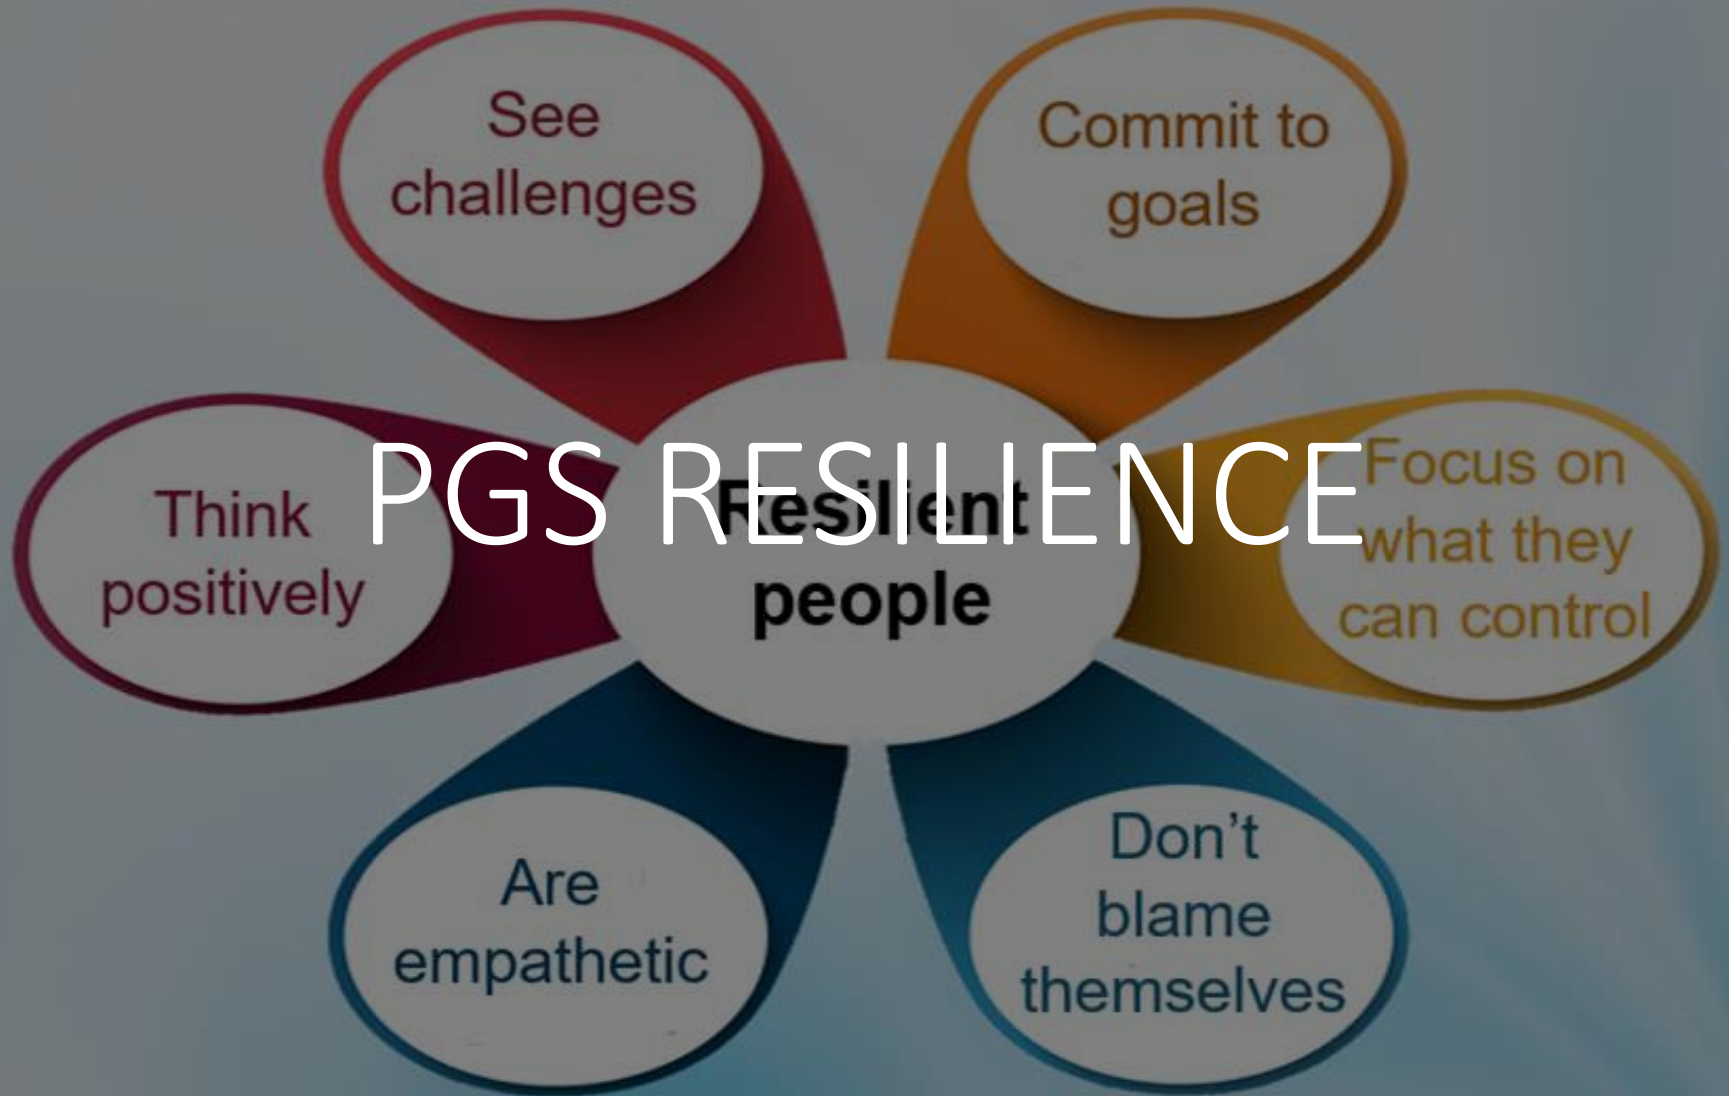 See
challenges
Commit to
goals
Think
positively
PGS RESILIENCE
Resilient
people
Focus on
what they
can control
Are
empathetic
Don’t
blame
themselves